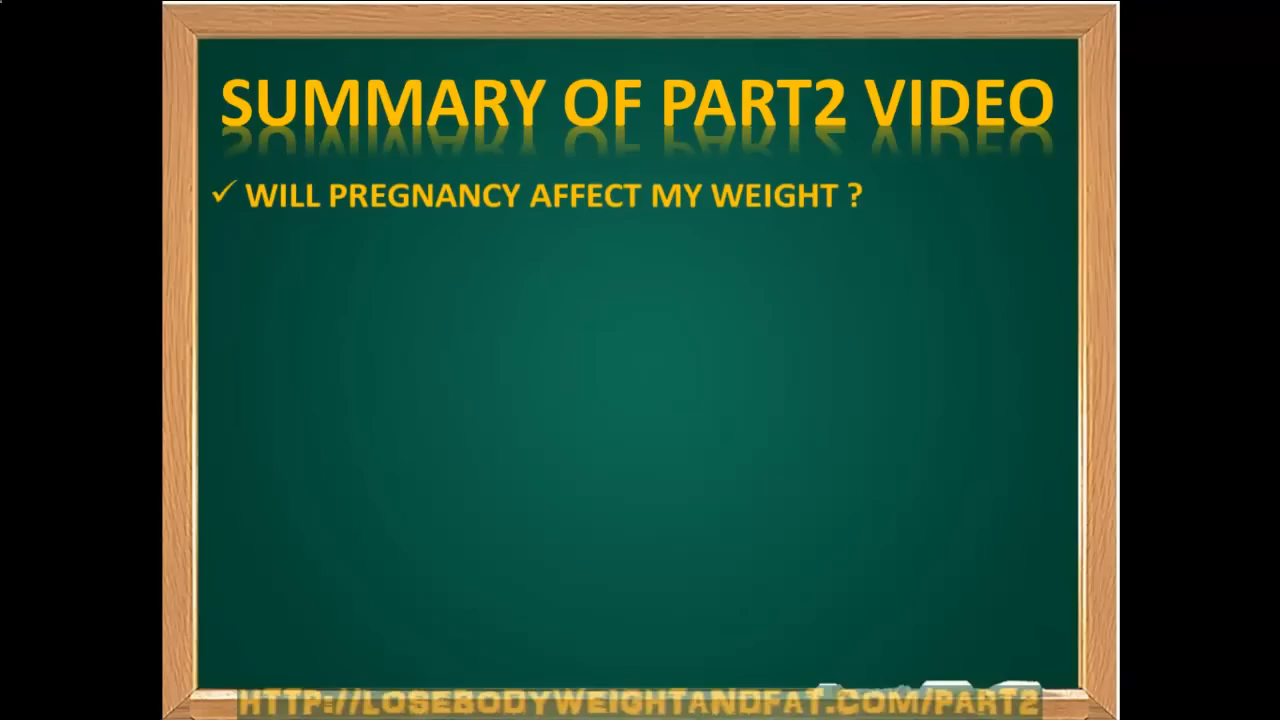 SUMMARY OF PART2 VIDEO
✓ WILL PREGNANCY AFFECT MY WEIGHT ?
HTTP://LOSEBODYWEIGHTANDFAT.COM/PART2